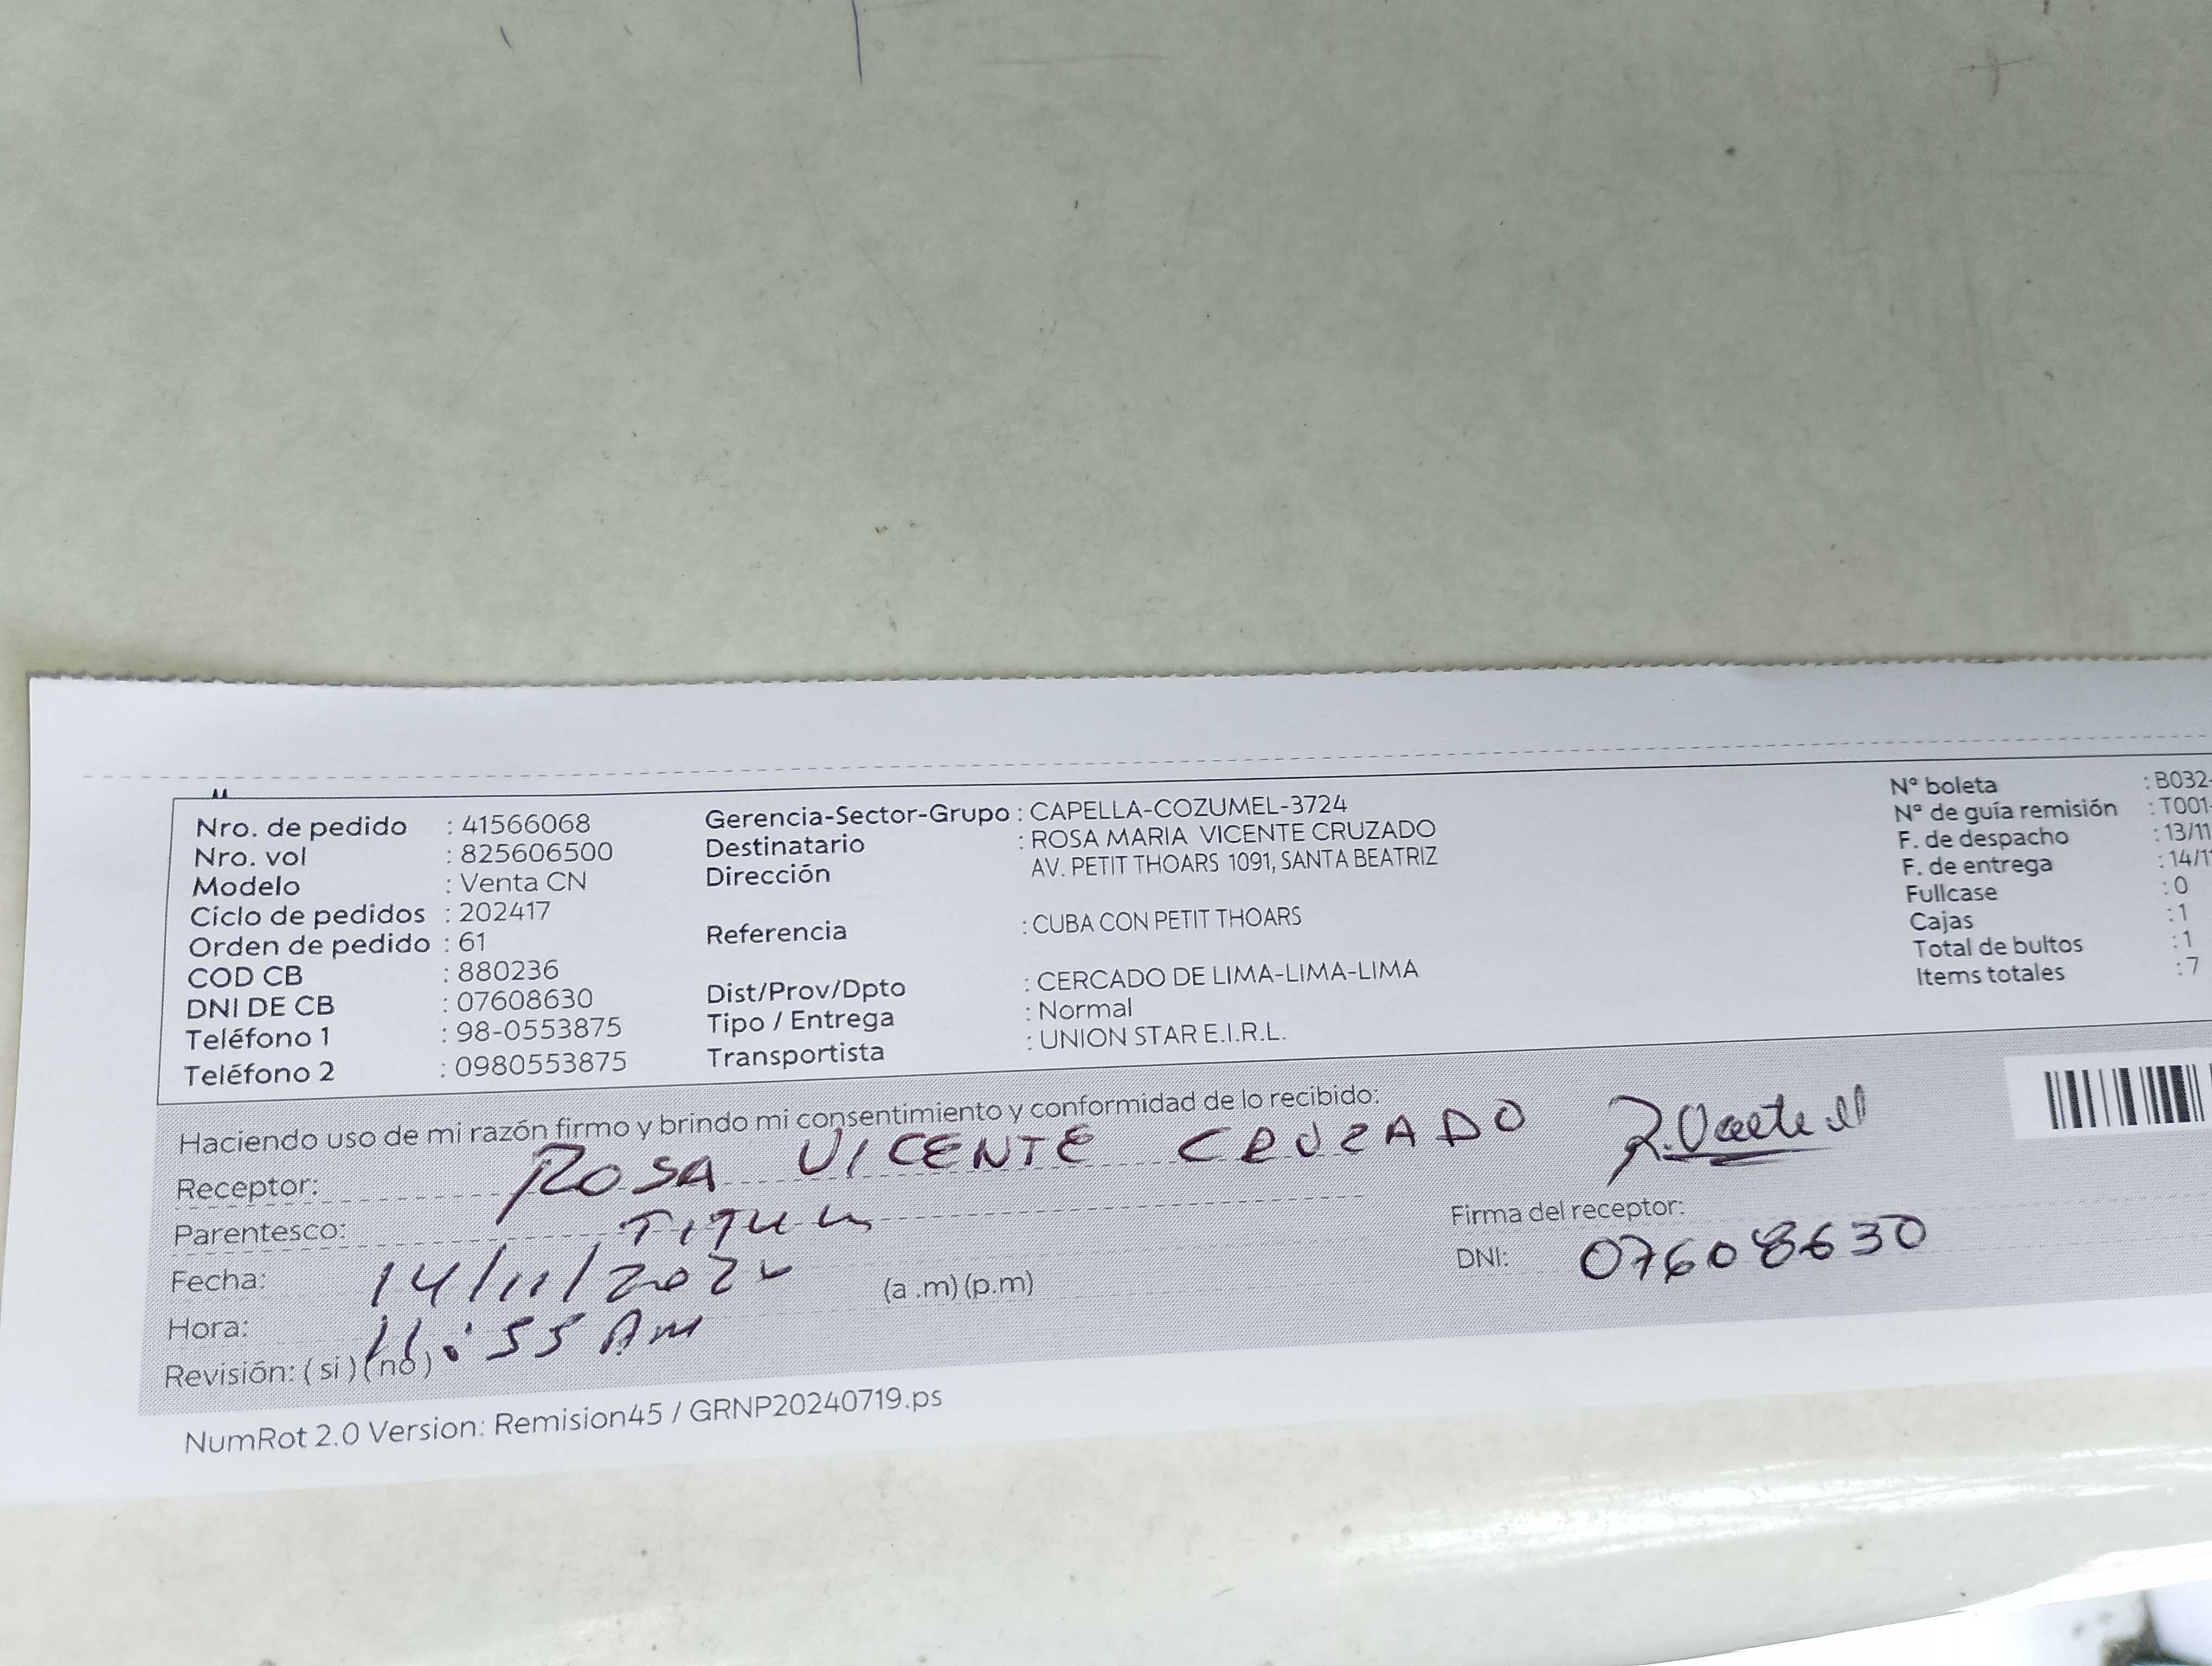 Nro. de pedido : 41566068
Nro. vol : 825606500
Modelo : Venta CN
Ciclo de pedidos : 202417
Orden de pedido : 61
COD CB : 880236
DNI DE CB : 07608630
Teléfono 1 : 98-0553875
Teléfono 2 : 0980553875
Gerencia-Sector-Grupo : CAPELLA-COZUMEL-3724
Destinatario : ROSA MARIA VICENTE CRUZADO
Dirección AV. PETIT THOARS 1091, SANTA BEATRIZ
Referencia : CUBA CON PETIT THOARS
Dist/Prov/Dpto : CERCADO DE LIMA-LIMA-LIMA
Tipo / Entrega : Normal
Transportista : UNION STAR E.I.R.L.
Nº boleta : B032-
Nº de guía remisión : T001-
F. de despacho : 13/11
F. de entrega : 14/1
Fullcase : 0
Cajas : 1
Total de bultos : 1
Items totales : 7
Haciendo uso de mi razón firmo y brindo mi consentimiento y conformidad de lo recibido:
Receptor: ROSA VICENTE CRUZADO
Parentesco:
Fecha: 14/11/202
(a .m) (p.m)
Hora: 11:55 AM
Revisión: ( si ) ( no )
Firma del receptor:
DNI: 07608630
NumRot 2.0 Version: Remision45 / GRNP20240719.ps